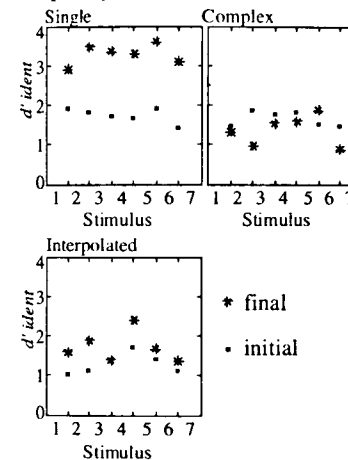 Single
Complex
4
3
2
1
0
d' ident
1 2 3 4 5 6 7
Stimulus
1 2 3 4 5 6 7
Stimulus
Interpolated
4
3
2
1
0
d' ident
1 2 3 4 5 6 7
Stimulus
final
initial